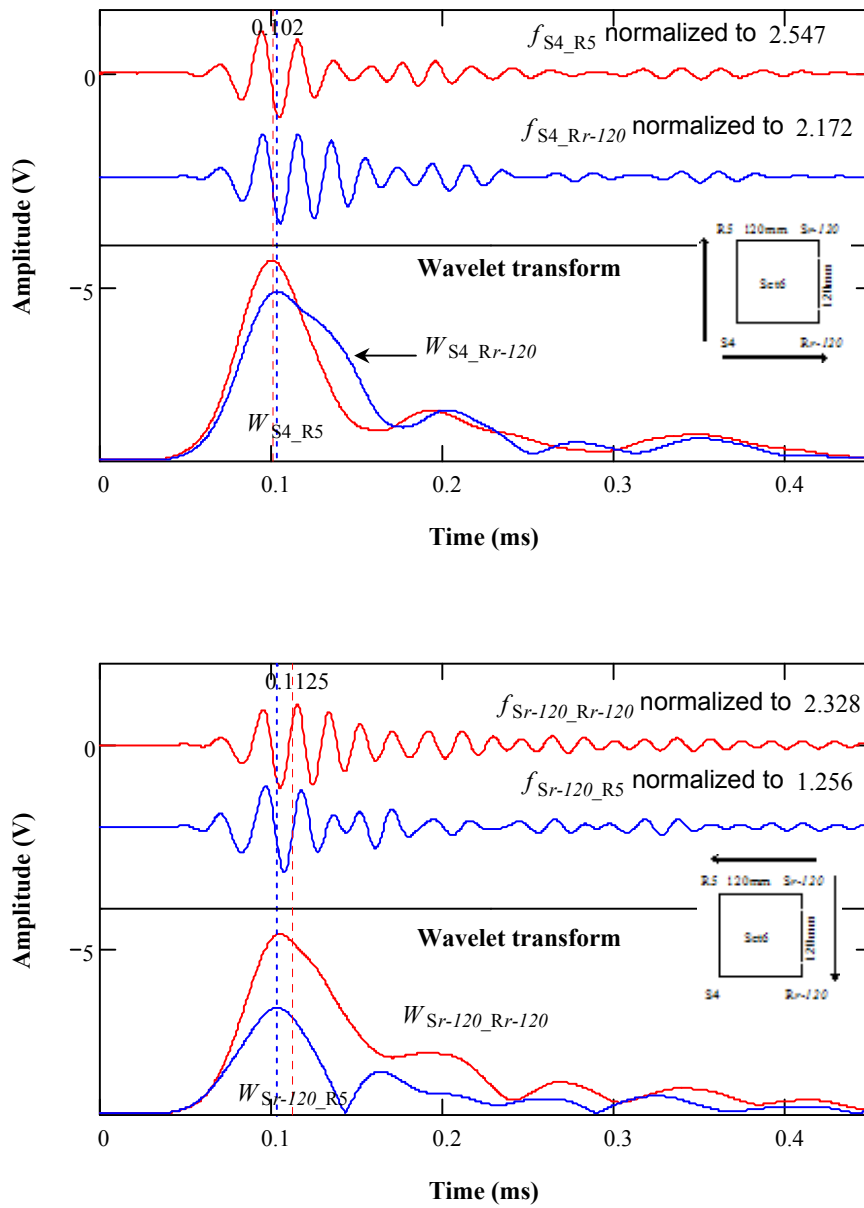 0.102
f S4_R5 normalized to 2.547
0
f S4_Rr-120 normalized to 2.172
Amplitude (V)
R5 120mm Sr-120
Wavelet transform
Set6
120mm
−5
W S4_Rr-120
S4 Rr-120
W S4_R5
0 0.1 0.2 0.3 0.4
Time (ms)
0.1125
f Sr-120_Rr-120 normalized to 2.328
0
f Sr-120_R5 normalized to 1.256
Amplitude (V)
R5 120mm Sr-120
Wavelet transform
Set6
120mm
−5
S4 Rr-120
W Sr-120_Rr-120
W Sr-120_R5
0 0.1 0.2 0.3 0.4
Time (ms)